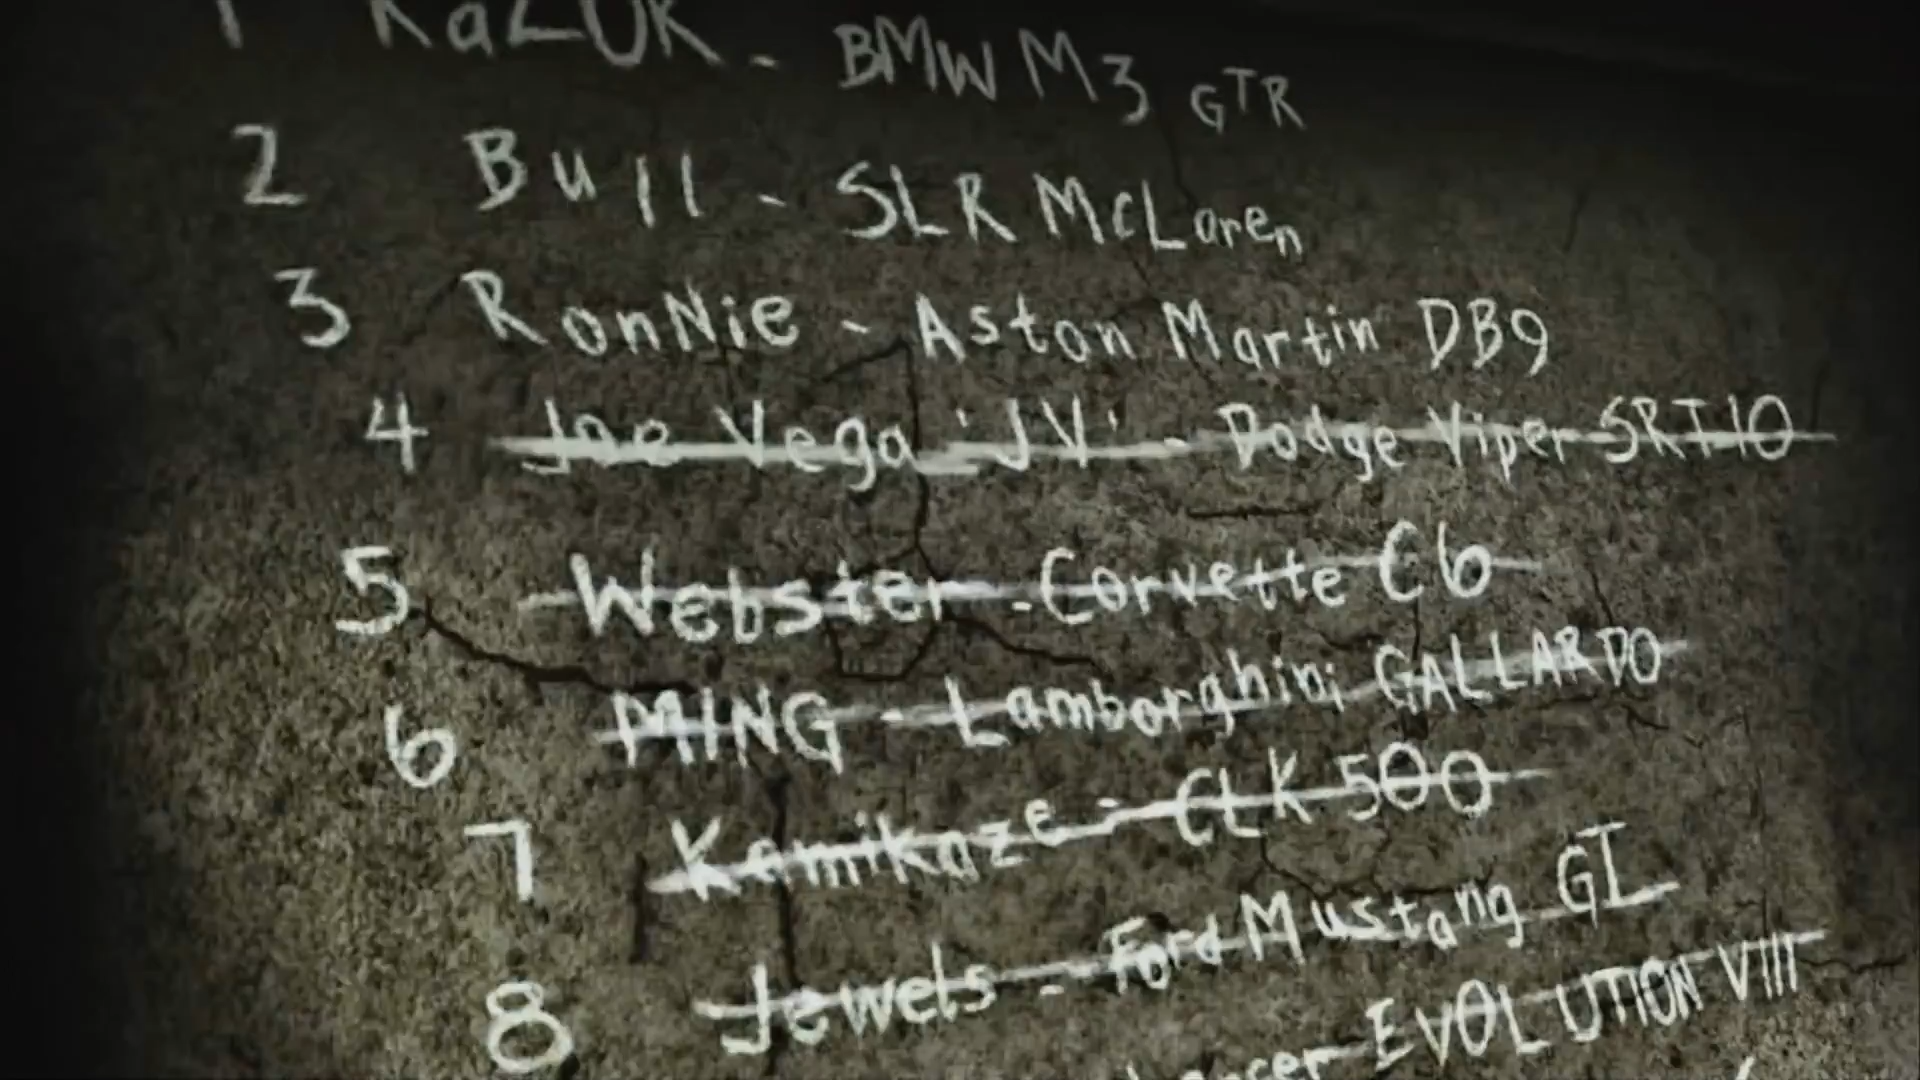 1 RaZOR - BMW M3 GTR
2 Bull - SLR McLaren
3 RonNie - Aston Martin DB9
4 Joe Vega 'JV' - Dodge Viper SRT10
5 Webster - Corvette C6
6 MING - Lamborghini GALLARDO
7 Kamikaze - CLK 500
8 Jewels - Ford Mustang GT
EVOLUTION VIII